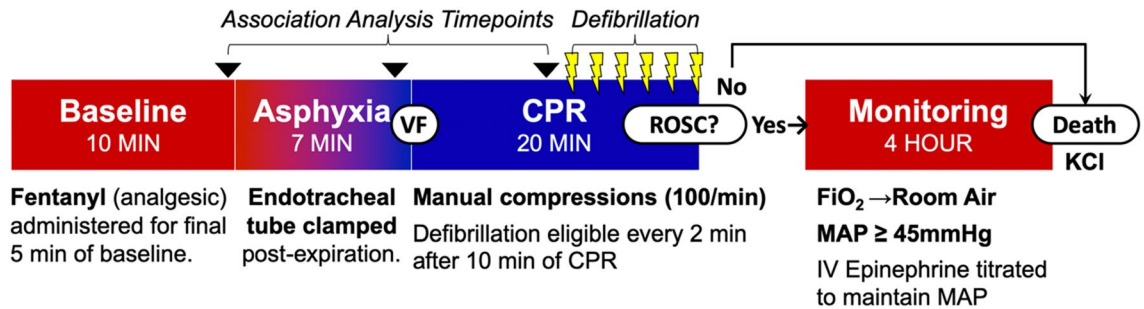 Association Analysis Timepoints
Defibrillation
Baseline
10 MIN
Asphyxia
7 MIN
VF
CPR
20 MIN
ROSC?
No
Yes
Monitoring
4 HOUR
Death
KCl
Fentanyl (analgesic)
administered for final
5 min of baseline.
Endotracheal
tube clamped
post-expiration.
Manual compressions (100/min)
Defibrillation eligible every 2 min
after 10 min of CPR
FiO₂→Room Air
MAP ≥ 45mmHg
IV Epinephrine titrated
to maintain MAP